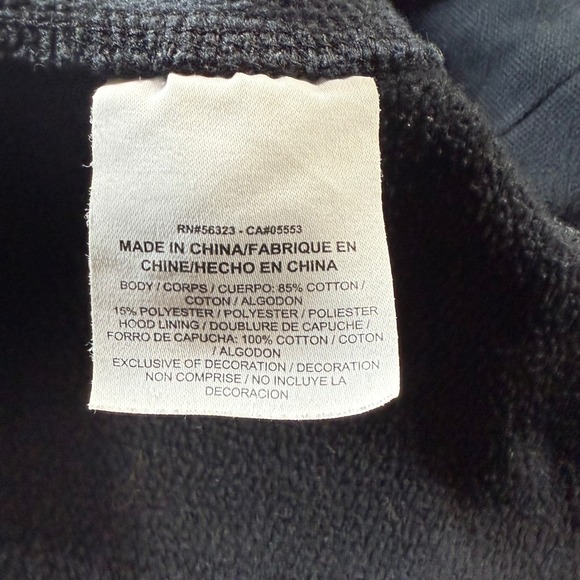 RN#56323 - CA#05553
MADE IN CHINA/FABRIQUE EN
CHINE/HECHO EN CHINA
BODY / CORPS / CUERPO: 85% COTTON /
COTON / ALGODON
15% POLYESTER / POLYESTER / POLIESTER
HOOD LINING / DOUBLURE DE CAPUCHE /
FORRO DE CAPUCHA: 100% COTTON / COTON
/ ALGODON
EXCLUSIVE OF DECORATION / DECORATION
NON COMPRISE / NO INCLUYE LA
DECORACION